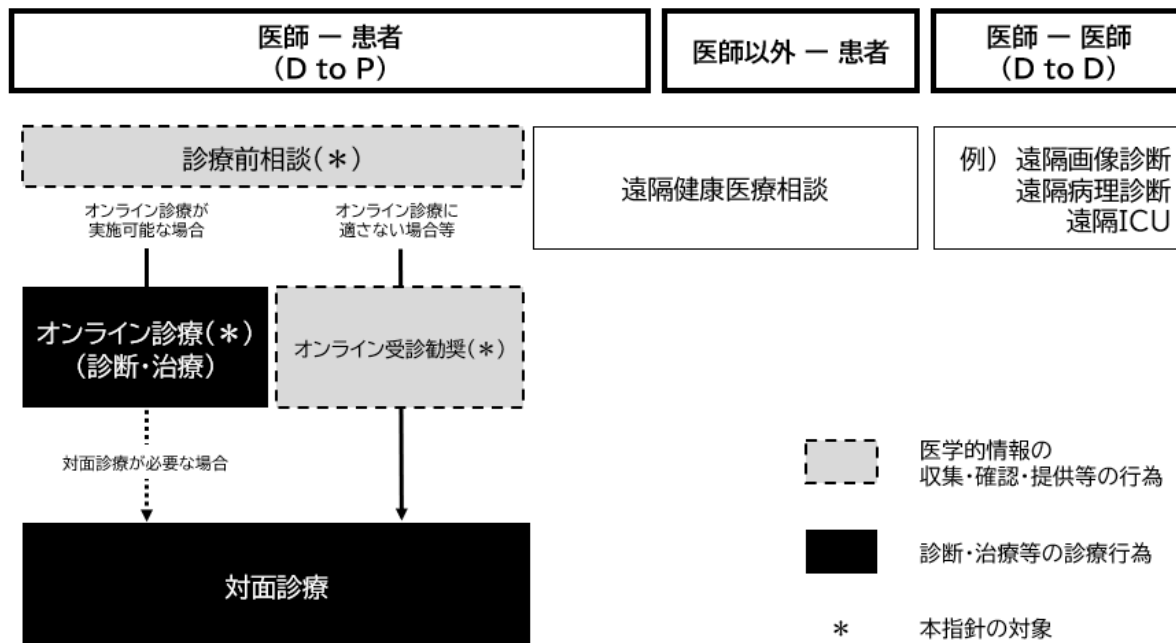 医師 ー 患者
(D to P)
医師以外 ー 患者
医師 ー 医師
(D to D)
診療前相談(＊)
オンライン診療が
実施可能な場合
オンライン診療に
適さない場合等
遠隔健康医療相談
例) 遠隔画像診断
遠隔病理診断
遠隔ICU
オンライン診療(＊)
(診断・治療)
オンライン受診勧奨(＊)
対面診療が必要な場合
対面診療
医学的情報の
収集・確認・提供等の行為
診断・治療等の診療行為
＊ 本指針の対象